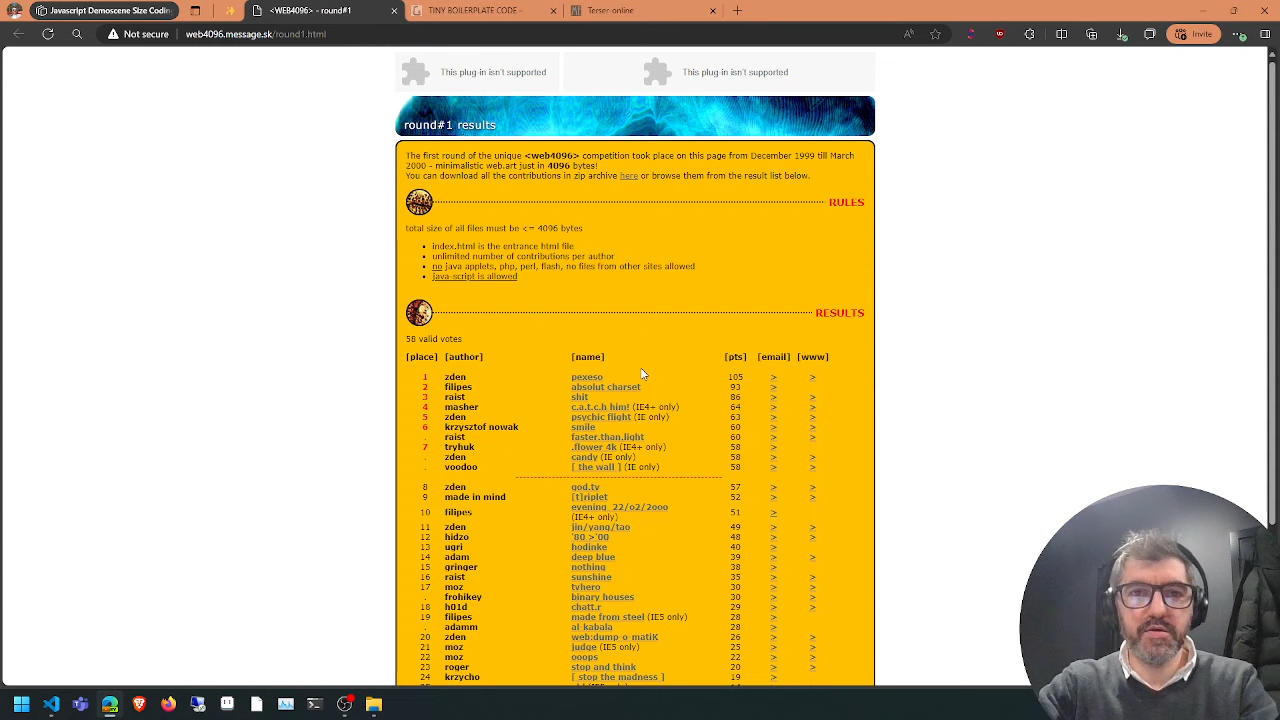 Javascript Demoscene Size Codin
<WEB4096> - round#1
TINY BOILERPLATE CODE –
Terser-online
Not secure
web4096.message.sk/round1.html
Invite
This plug-in isn't supported
This plug-in isn't supported
round#1 results
The first round of the unique <web4096> competition took place on this page from December 1999 till March
2000 - minimalistic web.art just in 4096 bytes!
You can download all the contributions in zip archive here or browse them from the result list below.
RULES
total size of all files must be <= 4096 bytes
• index.html is the entrance html file
• unlimited number of contributions per author
• no java applets, php, perl, flash, no files from other sites allowed
• java-script is allowed
RESULTS
58 valid votes
[place] [author] [name] [pts] [email] [www]
1 zden pexeso 105 > >
2 filipes absolut charset 93 >
3 raist shit 86 > >
4 masher c.a.t.c.h him! (IE4+ only) 64 > >
5 zden psychic flight (IE only) 63 > >
6 krzysztof nowak smile 60 > >
. raist faster.than.light 60 > >
7 tryhuk .flower_4k (IE4+ only) 58 >
. zden candy (IE only) 58 > >
. voodoo [ the wall ] (IE only) 58 > >
8 zden god.tv 57 > >
9 made in mind [t]riplet 52 > >
10 filipes evening_22/o2/2ooo 51 >
(IE4+ only)
11 zden jin/yang/tao 49 > >
12 hidzo '80 >'00 48 > >
13 ugri hodinke 40 >
14 adam deep blue 39 > >
15 gringer nothing 38 >
16 raist sunshine 35 > >
17 moz tvhero 30 > >
. frohikey binary houses 30 > >
18 h01d chatt.r 29 > >
19 filipes made from steel (IE5 only) 28 >
. adamm al-kabala 28 >
20 zden web:dump-o-matiK 26 > >
21 moz judge (IE5 only) 25 > >
22 moz ooops 22 > >
23 roger stop and think 20 > >
24 krzycho [ stop the madness ] 19 >